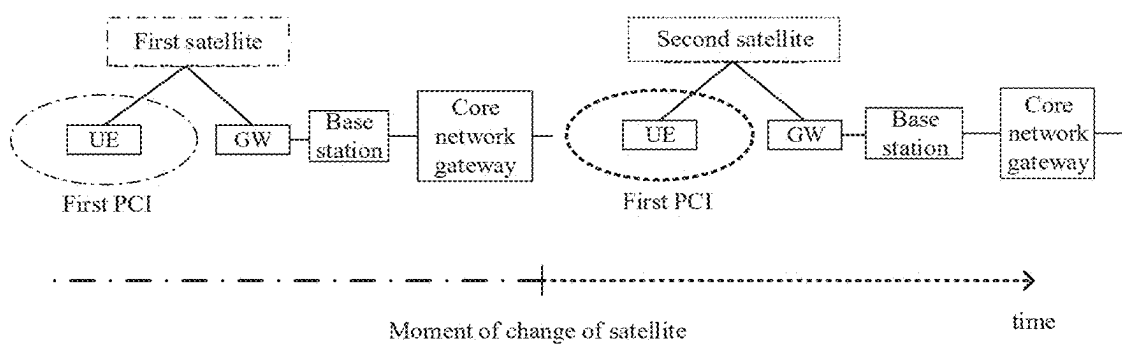 First satellite
Second satellite
UE
GW
Base
station
Core
network
gateway
First PCI
UE
GW
Base
station
Core
network
gateway
First PCI
Moment of change of satellite
time